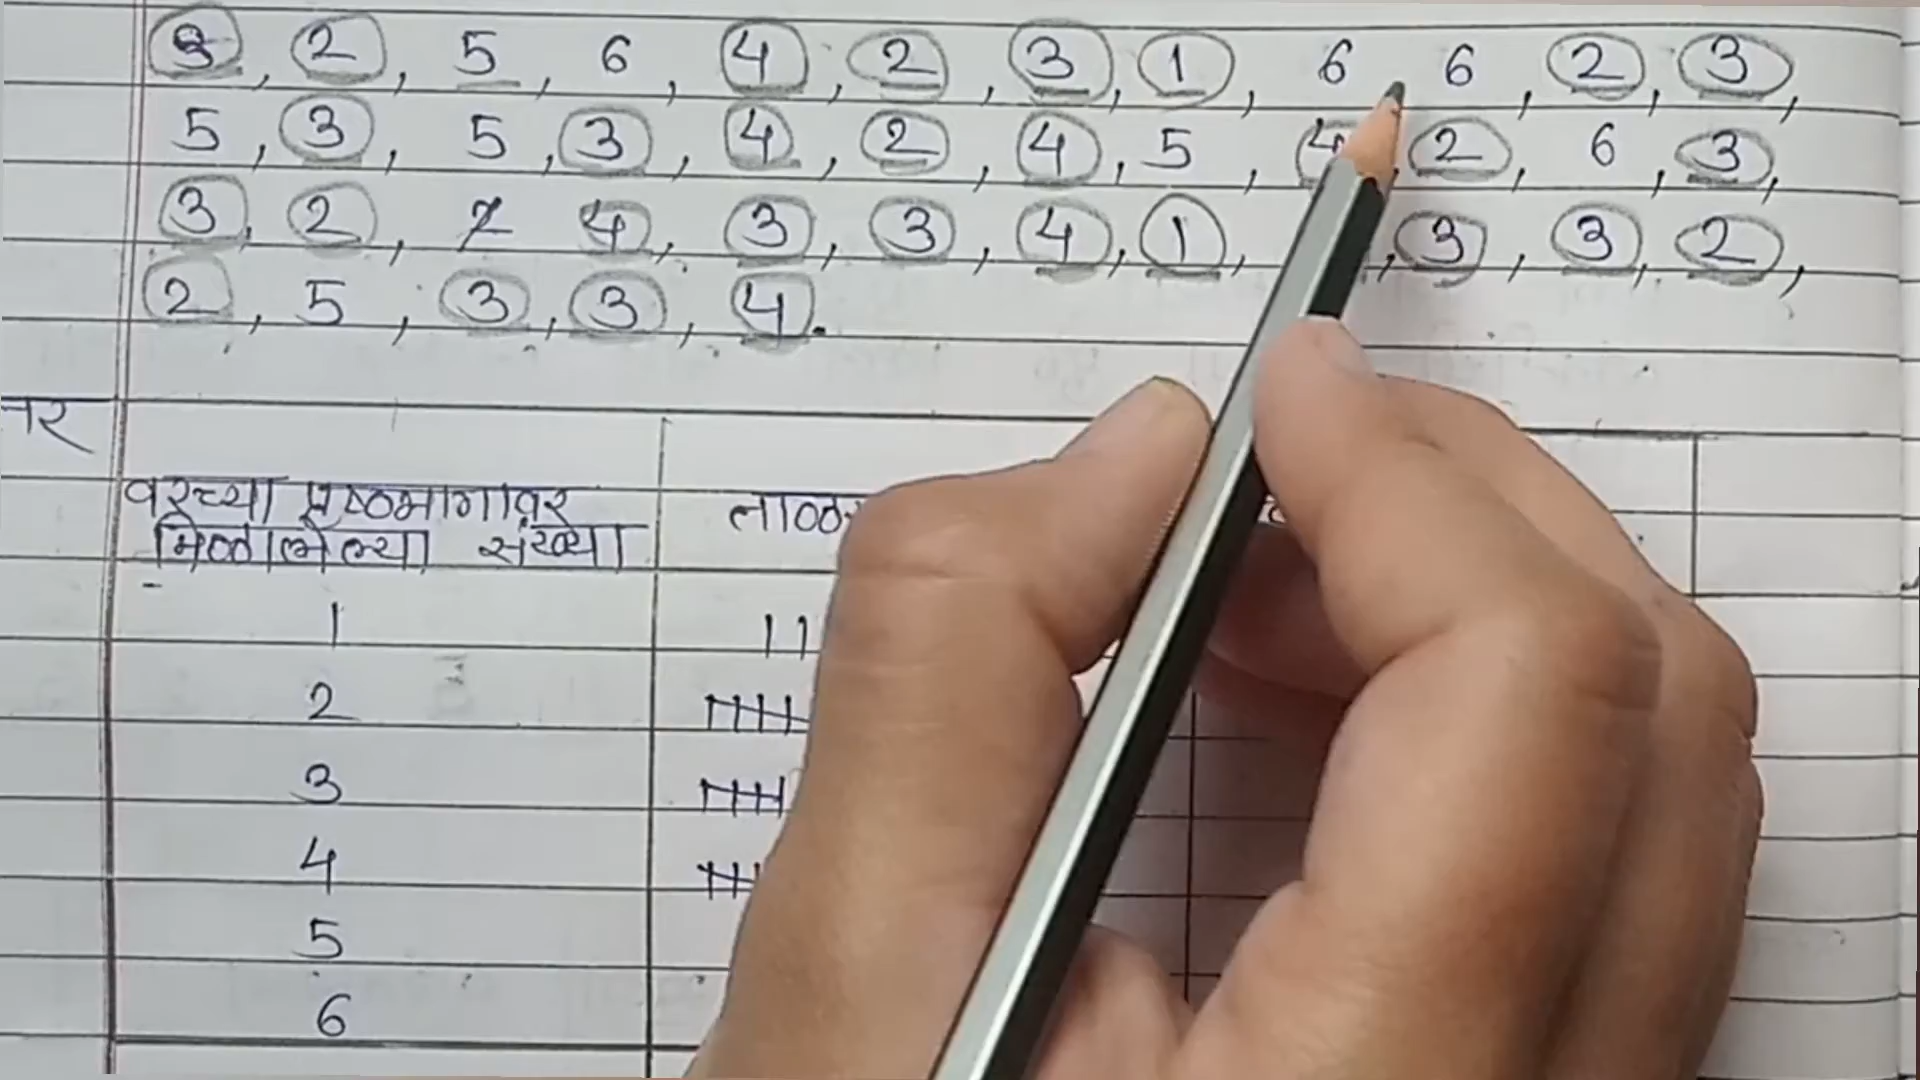 3, 2, 5, 6, 4, 2, 3, 1, 6 6, 2, 3,
5, 3, 5, 3, 4, 2, 4, 5, 4, 2, 6, 3,
3, 2, 4, 3, 3, 4, 1, , 3, 3, 2,
2, 5, 3, 3, 4.
वरच्या पृष्ठभागावर
मिळालेल्या संख्या
1
2
3
4
5
6